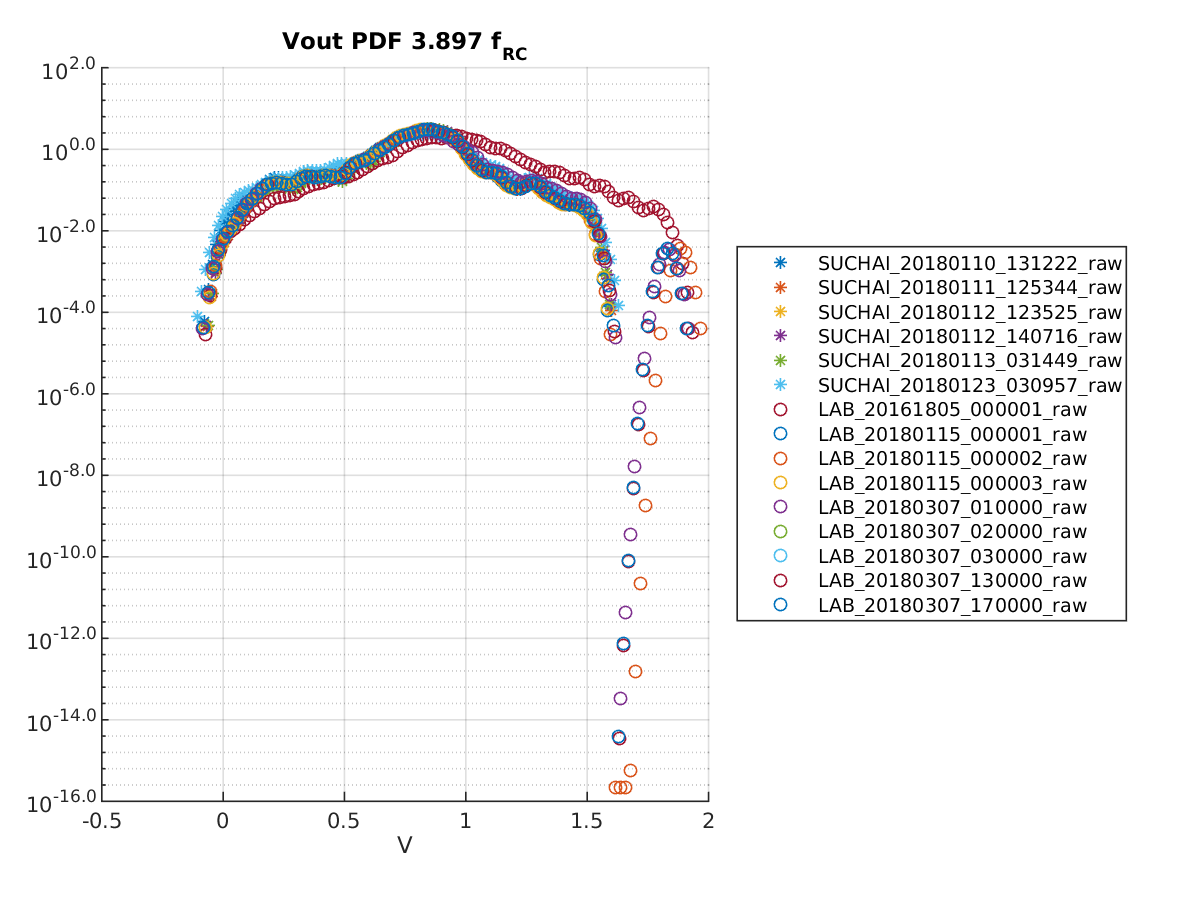 Vout PDF 3.897 f_RC
10^2.0
10^0.0
10^-2.0
10^-4.0
10^-6.0
10^-8.0
10^-10.0
10^-12.0
10^-14.0
10^-16.0
-0.5 0 0.5 1 1.5 2
V
SUCHAI_20180110_131222_raw
SUCHAI_20180111_125344_raw
SUCHAI_20180112_123525_raw
SUCHAI_20180112_140716_raw
SUCHAI_20180113_031449_raw
SUCHAI_20180123_030957_raw
LAB_20161805_000001_raw
LAB_20180115_000001_raw
LAB_20180115_000002_raw
LAB_20180115_000003_raw
LAB_20180307_010000_raw
LAB_20180307_020000_raw
LAB_20180307_030000_raw
LAB_20180307_130000_raw
LAB_20180307_170000_raw